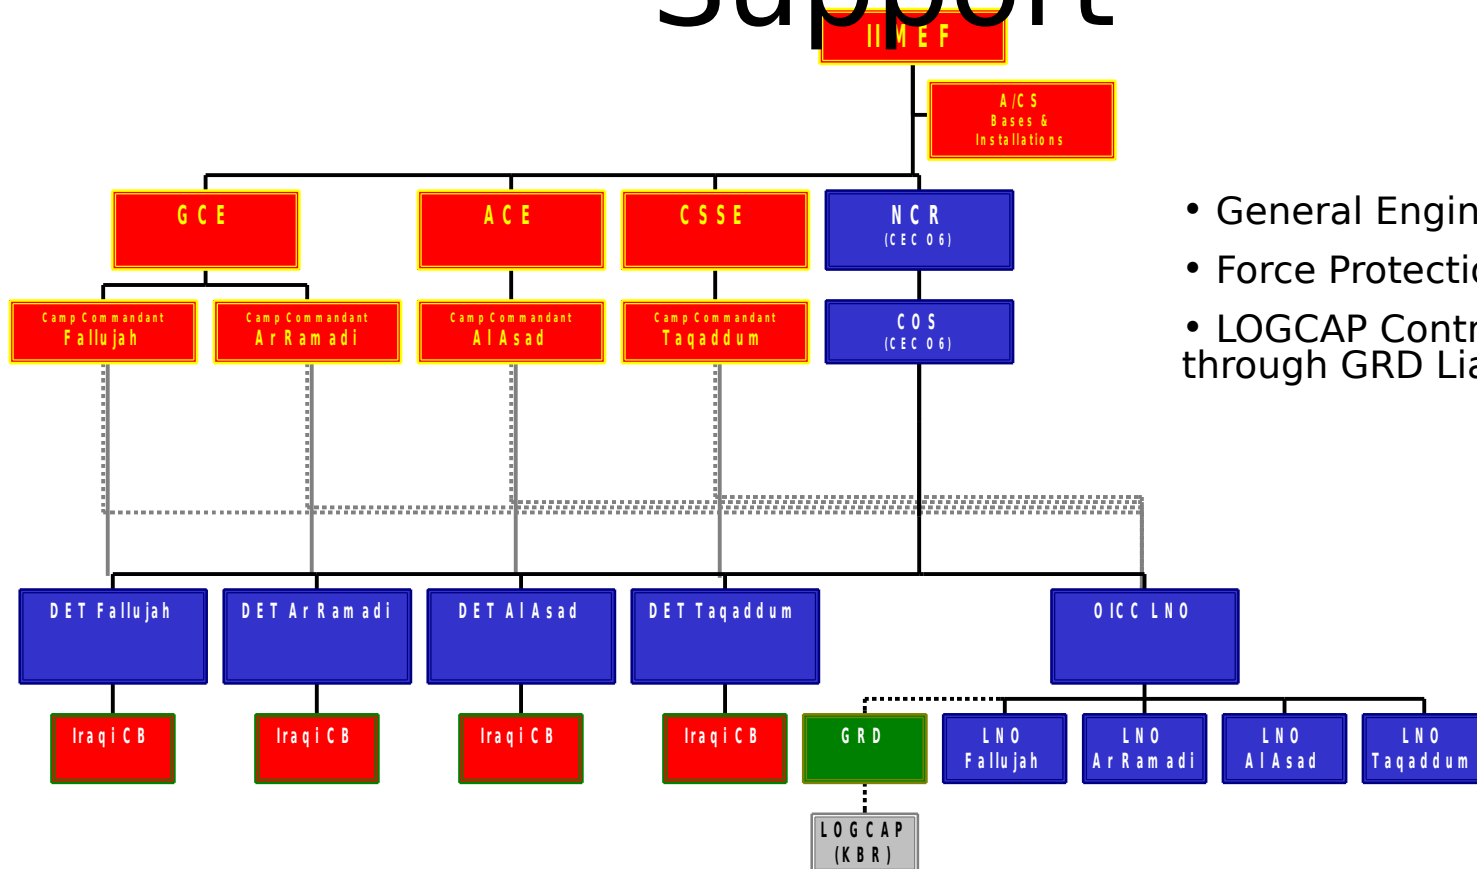 Support
II MEF
A/CS
Bases &
Installations
GCE
ACE
CSSE
NCR
(CEC O6)
• General Engin
• Force Protectio
• LOGCAP Contr
through GRD Lia
Camp Commandant
Fallujah
Camp Commandant
Ar Ramadi
Camp Commandant
Al Asad
Camp Commandant
Taqaddum
COS
(CEC O6)
DET Fallujah
DET Ar Ramadi
DET Al Asad
DET Taqaddum
OICC LNO
Iraqi CB
Iraqi CB
Iraqi CB
Iraqi CB
GRD
LNO
Fallujah
LNO
Ar Ramadi
LNO
Al Asad
LNO
Taqaddum
LOGCAP
(KBR)